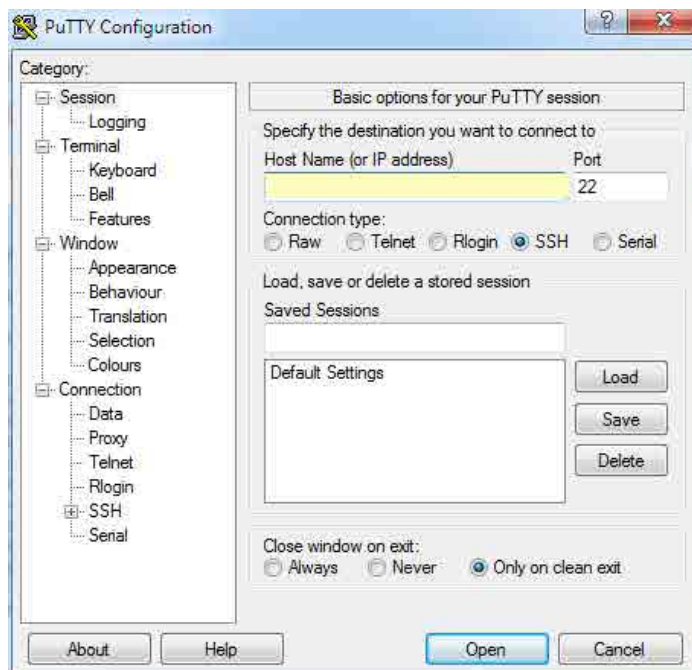 PuTTY Configuration
?
Category:
Session
Logging
Terminal
Keyboard
Bell
Features
Window
Appearance
Behaviour
Translation
Selection
Colours
Connection
Data
Proxy
Telnet
Rlogin
SSH
Serial
Basic options for your PuTTY session
Specify the destination you want to connect to
Host Name (or IP address) Port
22
Connection type:
Raw Telnet Rlogin SSH Serial
Load, save or delete a stored session
Saved Sessions
Default Settings
Load
Save
Delete
Close window on exit:
Always Never Only on clean exit
About Help Open Cancel